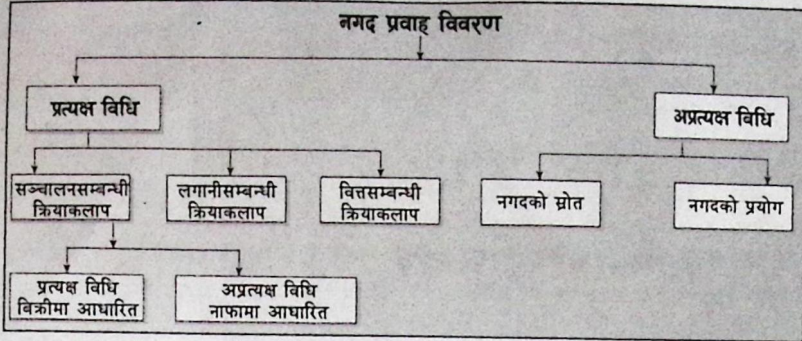 नगद प्रवाह विवरण
प्रत्यक्ष विधि
अप्रत्यक्ष विधि
सञ्चालनसम्बन्धी
क्रियाकलाप
लगानीसम्बन्धी
क्रियाकलाप
वित्तसम्बन्धी
क्रियाकलाप
नगदको स्रोत
नगदको प्रयोग
प्रत्यक्ष विधि
बिक्रीमा आधारित
अप्रत्यक्ष विधि
नाफामा आधारित